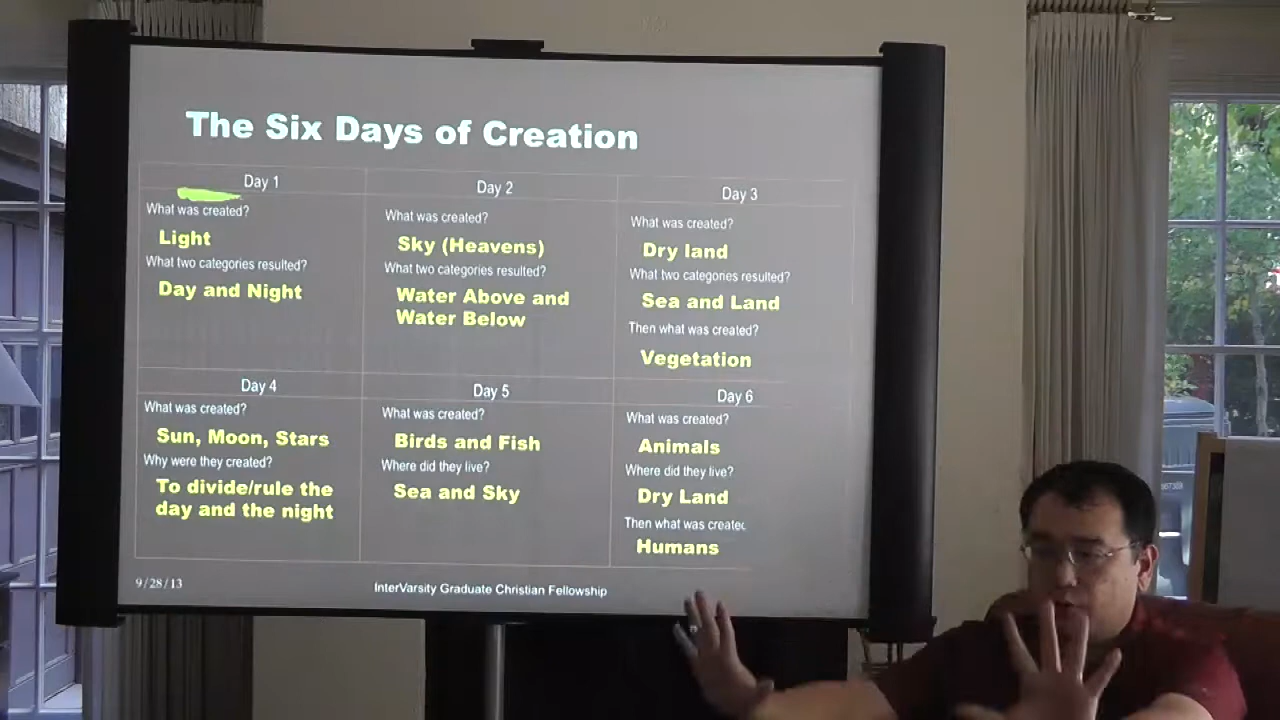 The Six Days of Creation
Day 1
What was created?
Light
What two categories resulted?
Day and Night
Day 2
What was created?
Sky (Heavens)
What two categories resulted?
Water Above and
Water Below
Day 3
What was created?
Dry land
What two categories resulted?
Sea and Land
Then what was created?
Vegetation
Day 4
What was created?
Sun, Moon, Stars
Why were they created?
To divide/rule the
day and the night
Day 5
What was created?
Birds and Fish
Where did they live?
Sea and Sky
Day 6
What was created?
Animals
Where did they live?
Dry Land
Then what was created
Humans
9/28/13
InterVarsity Graduate Christian Fellowship